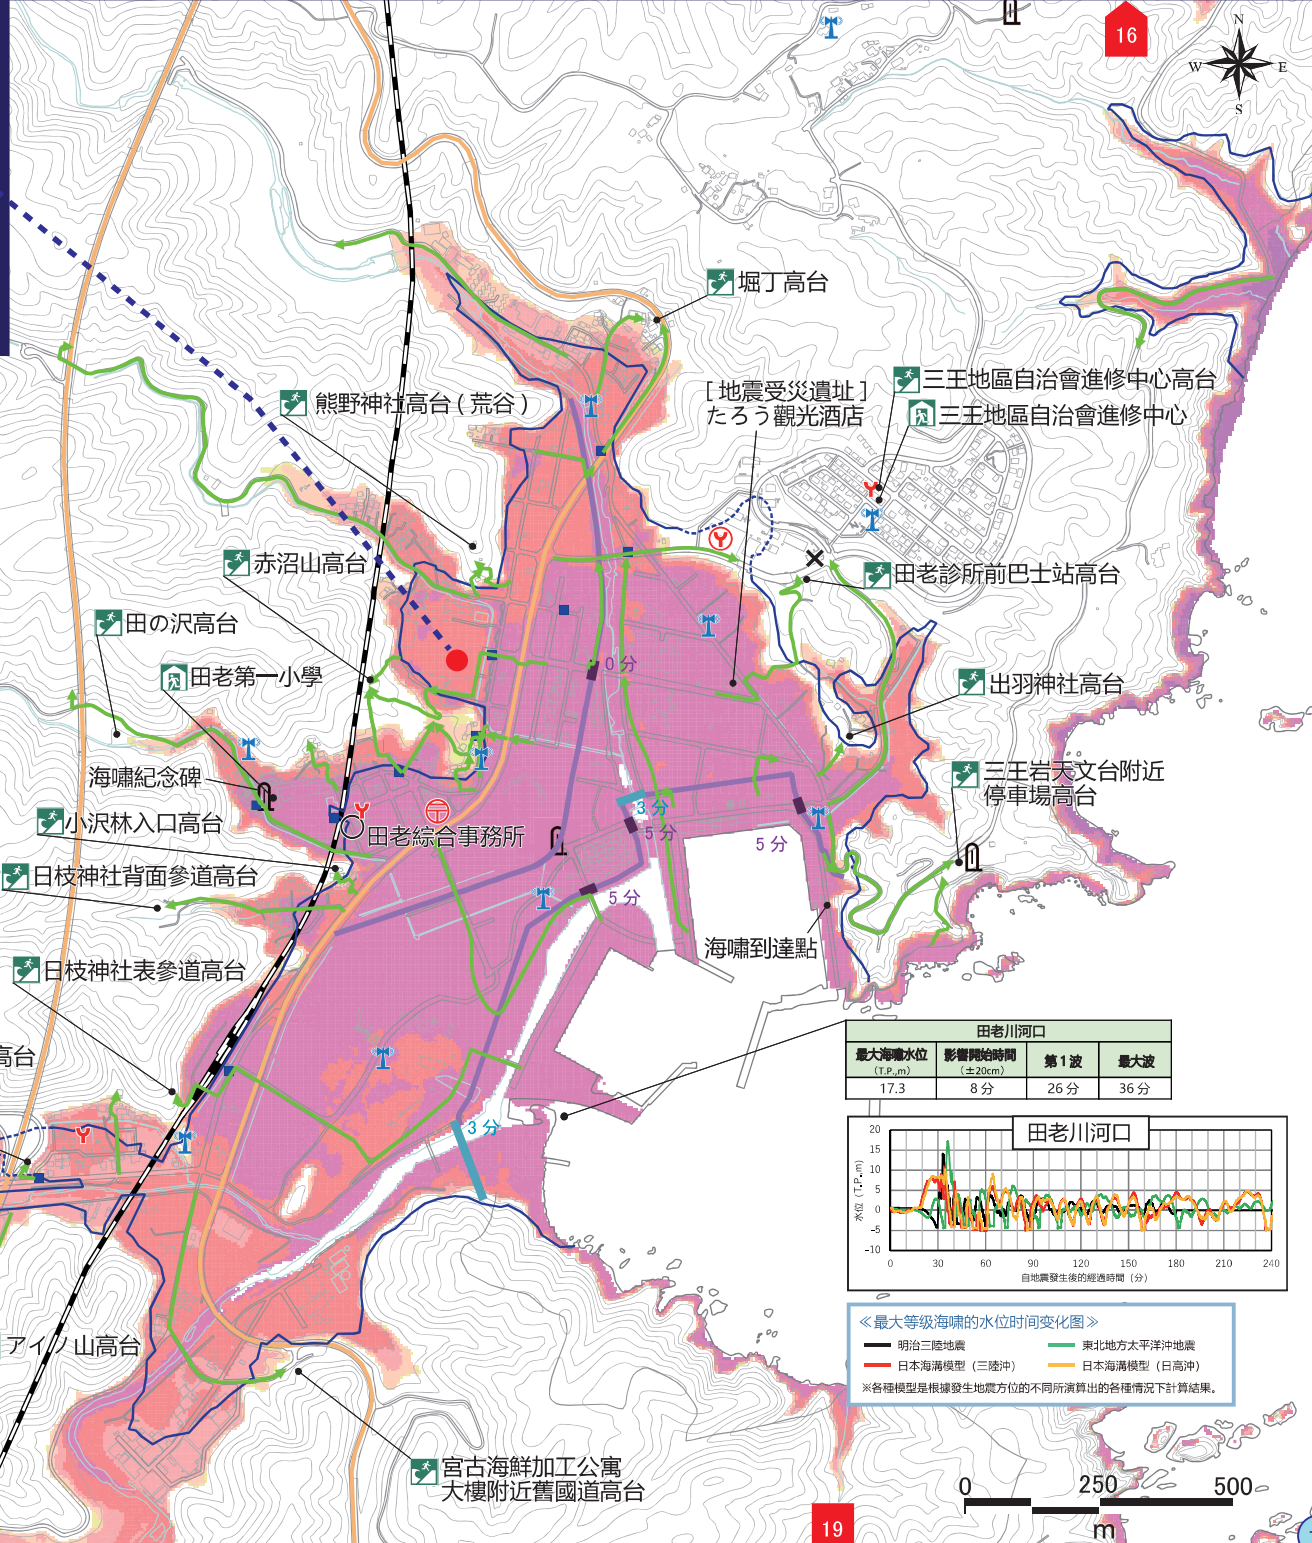 16
N
W
E
S
堀丁高台
[ 地震受災遺址 ]
たろう觀光酒店
三王地區自治會進修中心高台
三王地區自治會進修中心
熊野神社高台 ( 荒谷 )
赤沼山高台
田老診所前巴士站高台
田の沢高台
田老第一小學
出羽神社高台
0 分
海嘯紀念碑
三王岩天文台附近
停車場高台
小沢林入口高台
田老綜合事務所
3 分
5 分
5 分
日枝神社背面參道高台
5 分
海嘯到達點
日枝神社表參道高台
高台
3 分
田老川河口
最大海嘯水位
(T.P.,m)
影響開始時間
(±20cm)
第 1 波
最大波
17.3
8 分
26 分
36 分
田老川河口
水位 (T.P.,m)
20
15
10
5
0
-5
-10
0
30
60
90
120
150
180
210
240
自地震發生後的經過時間 (分)
≪最大等级海啸的水位时间变化图≫
明治三陸地震
東北地方太平洋沖地震
日本海溝模型 (三陸沖)
日本海溝模型 (日高沖)
※各種模型是根據發生地震方位的不同所演算出的各種情況下計算結果。
アイノ山高台
宮古海鮮加工公寓
大樓附近舊國道高台
0
250
500
m
19